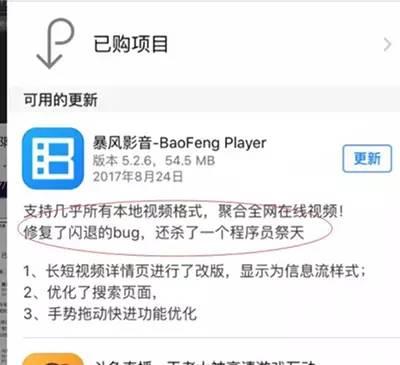 已购项目
可用的更新
暴风影音-BaoFeng Player
版本 5.2.6，54.5 MB
2017年8月24日
更新
支持几乎所有本地视频格式，聚合全网在线视频！
修复了闪退的bug，还杀了一个程序员祭天
1、长短视频详情页进行了改版，显示为信息流样式；
2、优化了搜索页面，
3、手势拖动快进功能优化